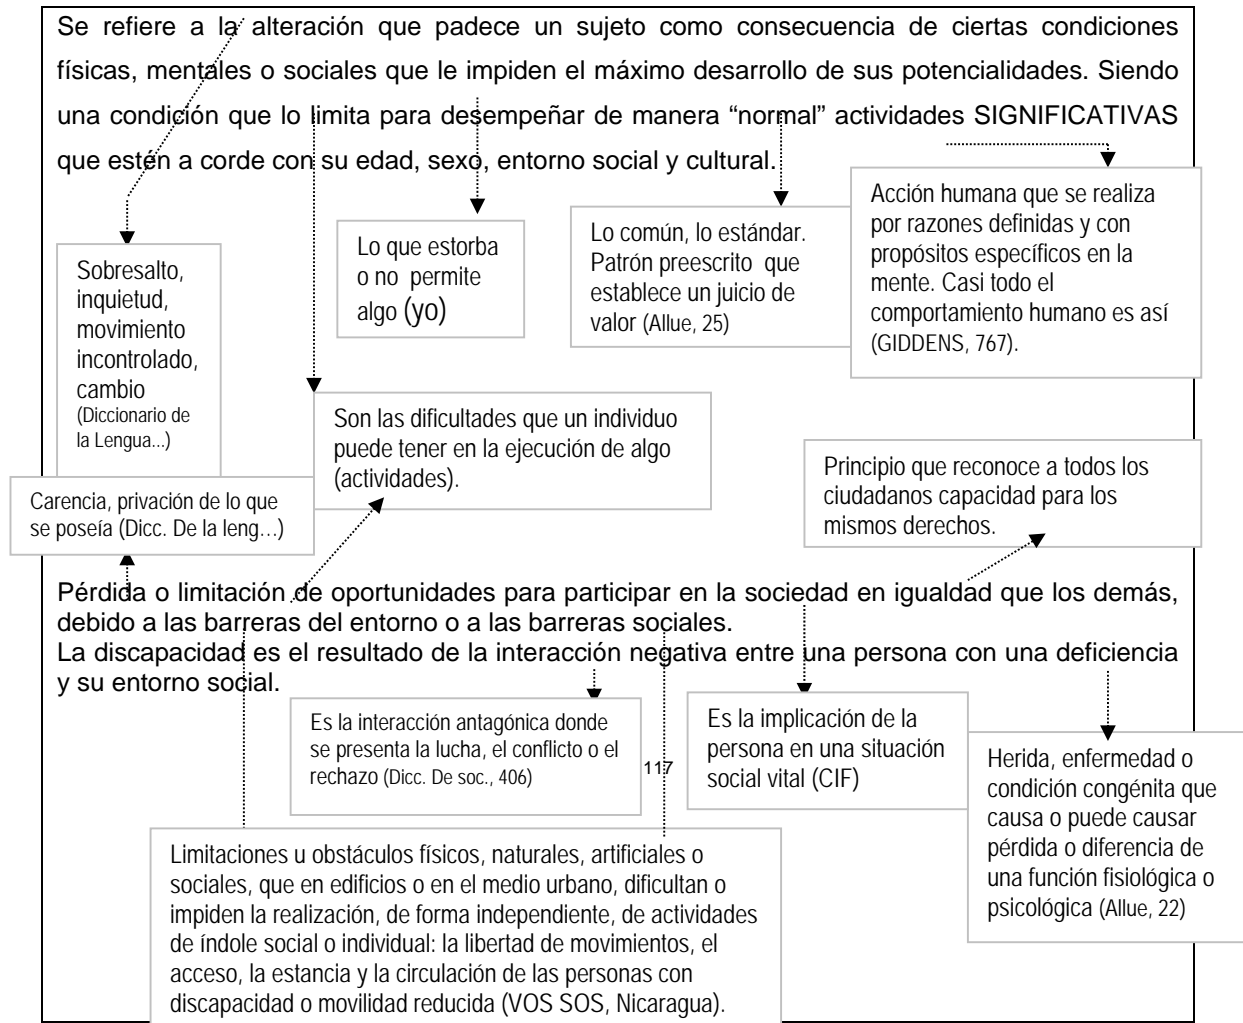 Se refiere a la alteración que padece un sujeto como consecuencia de ciertas condiciones
físicas, mentales o sociales que le impiden el máximo desarrollo de sus potencialidades. Siendo
una condición que lo limita para desempeñar de manera “normal” actividades SIGNIFICATIVAS
que estén a corde con su edad, sexo, entorno social y cultural.
Sobresalto,
inquietud,
movimiento
incontrolado,
cambio
(Diccionario de
la Lengua...)
Lo que estorba
o no permite
algo (yo)
Lo común, lo estándar.
Patrón preescrito que
establece un juicio de
valor (Allue, 25)
Acción humana que se realiza
por razones definidas y con
propósitos específicos en la
mente. Casi todo el
comportamiento humano es así
(GIDDENS, 767).
Son las dificultades que un individuo
puede tener en la ejecución de algo
(actividades).
Carencia, privación de lo que
se poseía (Dicc. De la leng…)
Principio que reconoce a todos los
ciudadanos capacidad para los
mismos derechos.
Pérdida o limitación de oportunidades para participar en la sociedad en igualdad que los demás,
debido a las barreras del entorno o a las barreras sociales.
La discapacidad es el resultado de la interacción negativa entre una persona con una deficiencia
y su entorno social.
Es la interacción antagónica donde
se presenta la lucha, el conflicto o el
rechazo (Dicc. De soc., 406)
117
Es la implicación de la
persona en una situación
social vital (CIF)
Herida, enfermedad o
condición congénita que
causa o puede causar
pérdida o diferencia de
una función fisiológica o
psicológica (Allue, 22)
Limitaciones u obstáculos físicos, naturales, artificiales o
sociales, que en edificios o en el medio urbano, dificultan o
impiden la realización, de forma independiente, de actividades
de índole social o individual: la libertad de movimientos, el
acceso, la estancia y la circulación de las personas con
discapacidad o movilidad reducida (VOS SOS, Nicaragua).